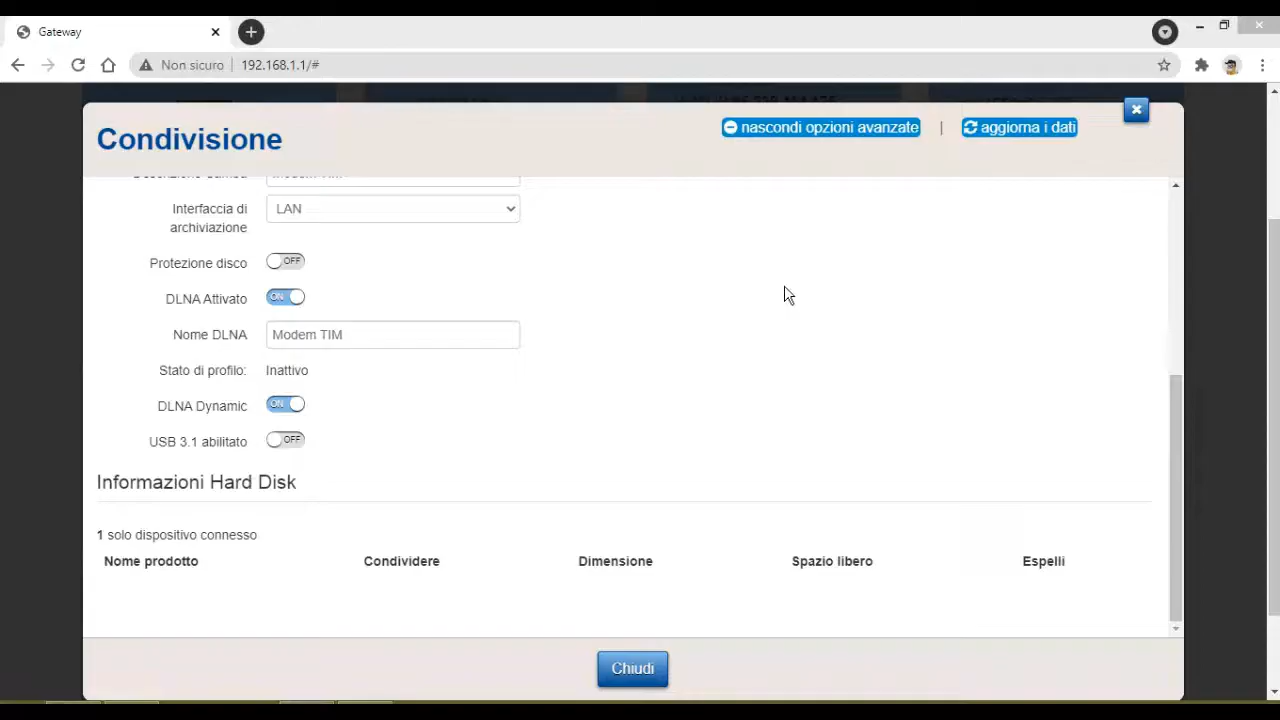 Gateway
Non sicuro
192.168.1.1/#
Condivisione
nascondi opzioni avanzate
|
aggiorna i dati
Interfaccia di archiviazione
LAN
Protezione disco
OFF
DLNA Attivato
ON
Nome DLNA
Modem TIM
Stato di profilo:
Inattivo
DLNA Dynamic
ON
USB 3.1 abilitato
OFF
Informazioni Hard Disk
1 solo dispositivo connesso
Nome prodotto
Condividere
Dimensione
Spazio libero
Espelli
Chiudi